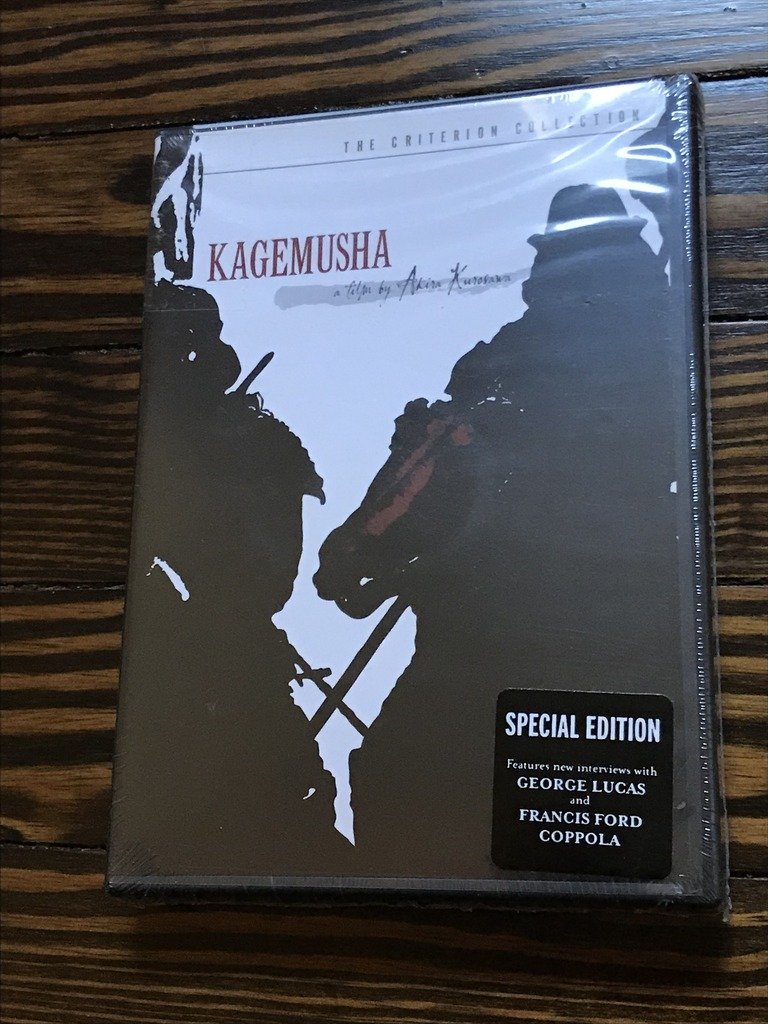 THE CRITERION COLLECTION
KAGEMUSHA
a film by Akira Kurosawa
SPECIAL EDITION
Features new interviews with
GEORGE LUCAS
and
FRANCIS FORD
COPPOLA